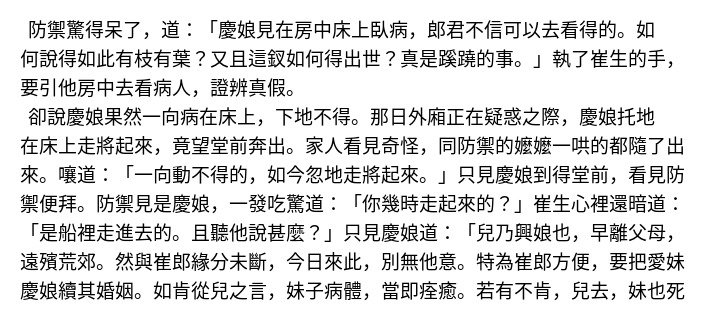 防禦驚得呆了，道：「慶娘見在房中床上臥病，郎君不信可以去看得的。如
何說得如此有枝有葉？又且這釵如何得出世？真是蹊蹺的事。」執了崔生的手，
要引他房中去看病人，證辨真假。
卻說慶娘果然一向病在床上，下地不得。那日外廂正在疑惑之際，慶娘托地
在床上走將起來，竟望堂前奔出。家人看見奇怪，同防禦的嬤嬤一哄的都隨了出
來。嚷道：「一向動不得的，如今忽地走將起來。」只見慶娘到得堂前，看見防
禦便拜。防禦見是慶娘，一發吃驚道：「你幾時走起來的？」崔生心裡還暗道：
「是船裡走進去的。且聽他說甚麼？」只見慶娘道：「兒乃興娘也，早離父母，
遠殯荒郊。然與崔郎緣分未斷，今日來此，別無他意。特為崔郎方便，要把愛妹
慶娘續其婚姻。如肯從兒之言，妹子病體，當即痊癒。若有不肯，兒去，妹也死